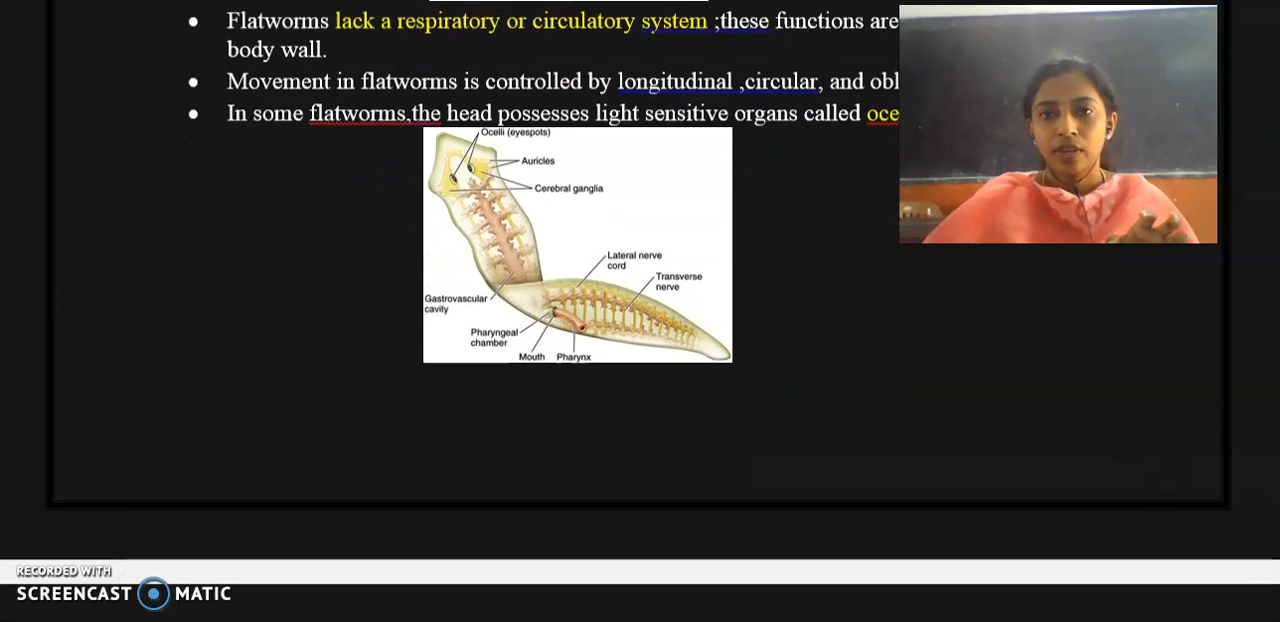 Flatworms lack a respiratory or circulatory system ;these functions are
body wall.
Movement in flatworms is controlled by longitudinal ,circular, and obl
In some flatworms,the head possesses light sensitive organs called oce
Ocelli (eyespots)
Auricles
Cerebral ganglia
Lateral nerve
cord
Transverse
nerve
Gastrovascular
cavity
Pharyngeal
chamber
Mouth Pharynx
RECORDED WITH
SCREENCAST MATIC